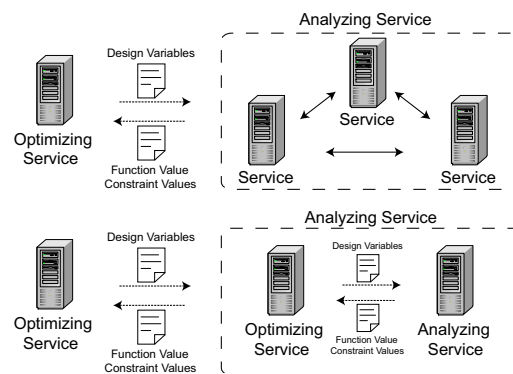 Analyzing Service
Design Variables
Optimizing
Service
Function Value
Constraint Values
Service
Service
Service
Analyzing Service
Design Variables
Optimizing
Service
Function Value
Constraint Values
Design Variables
Optimizing
Service
Function Value
Constraint Values
Analyzing
Service